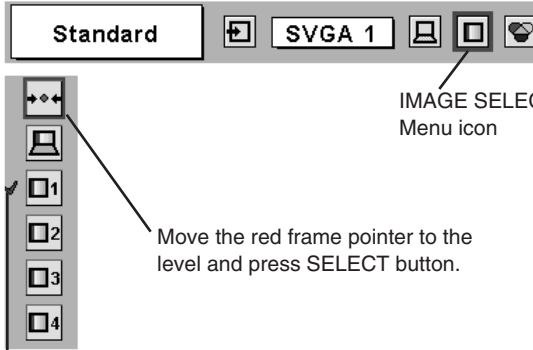 Standard
SVGA 1
IMAGE SELEC
Menu icon
1
2
3
4
Move the red frame pointer to the
level and press SELECT button.